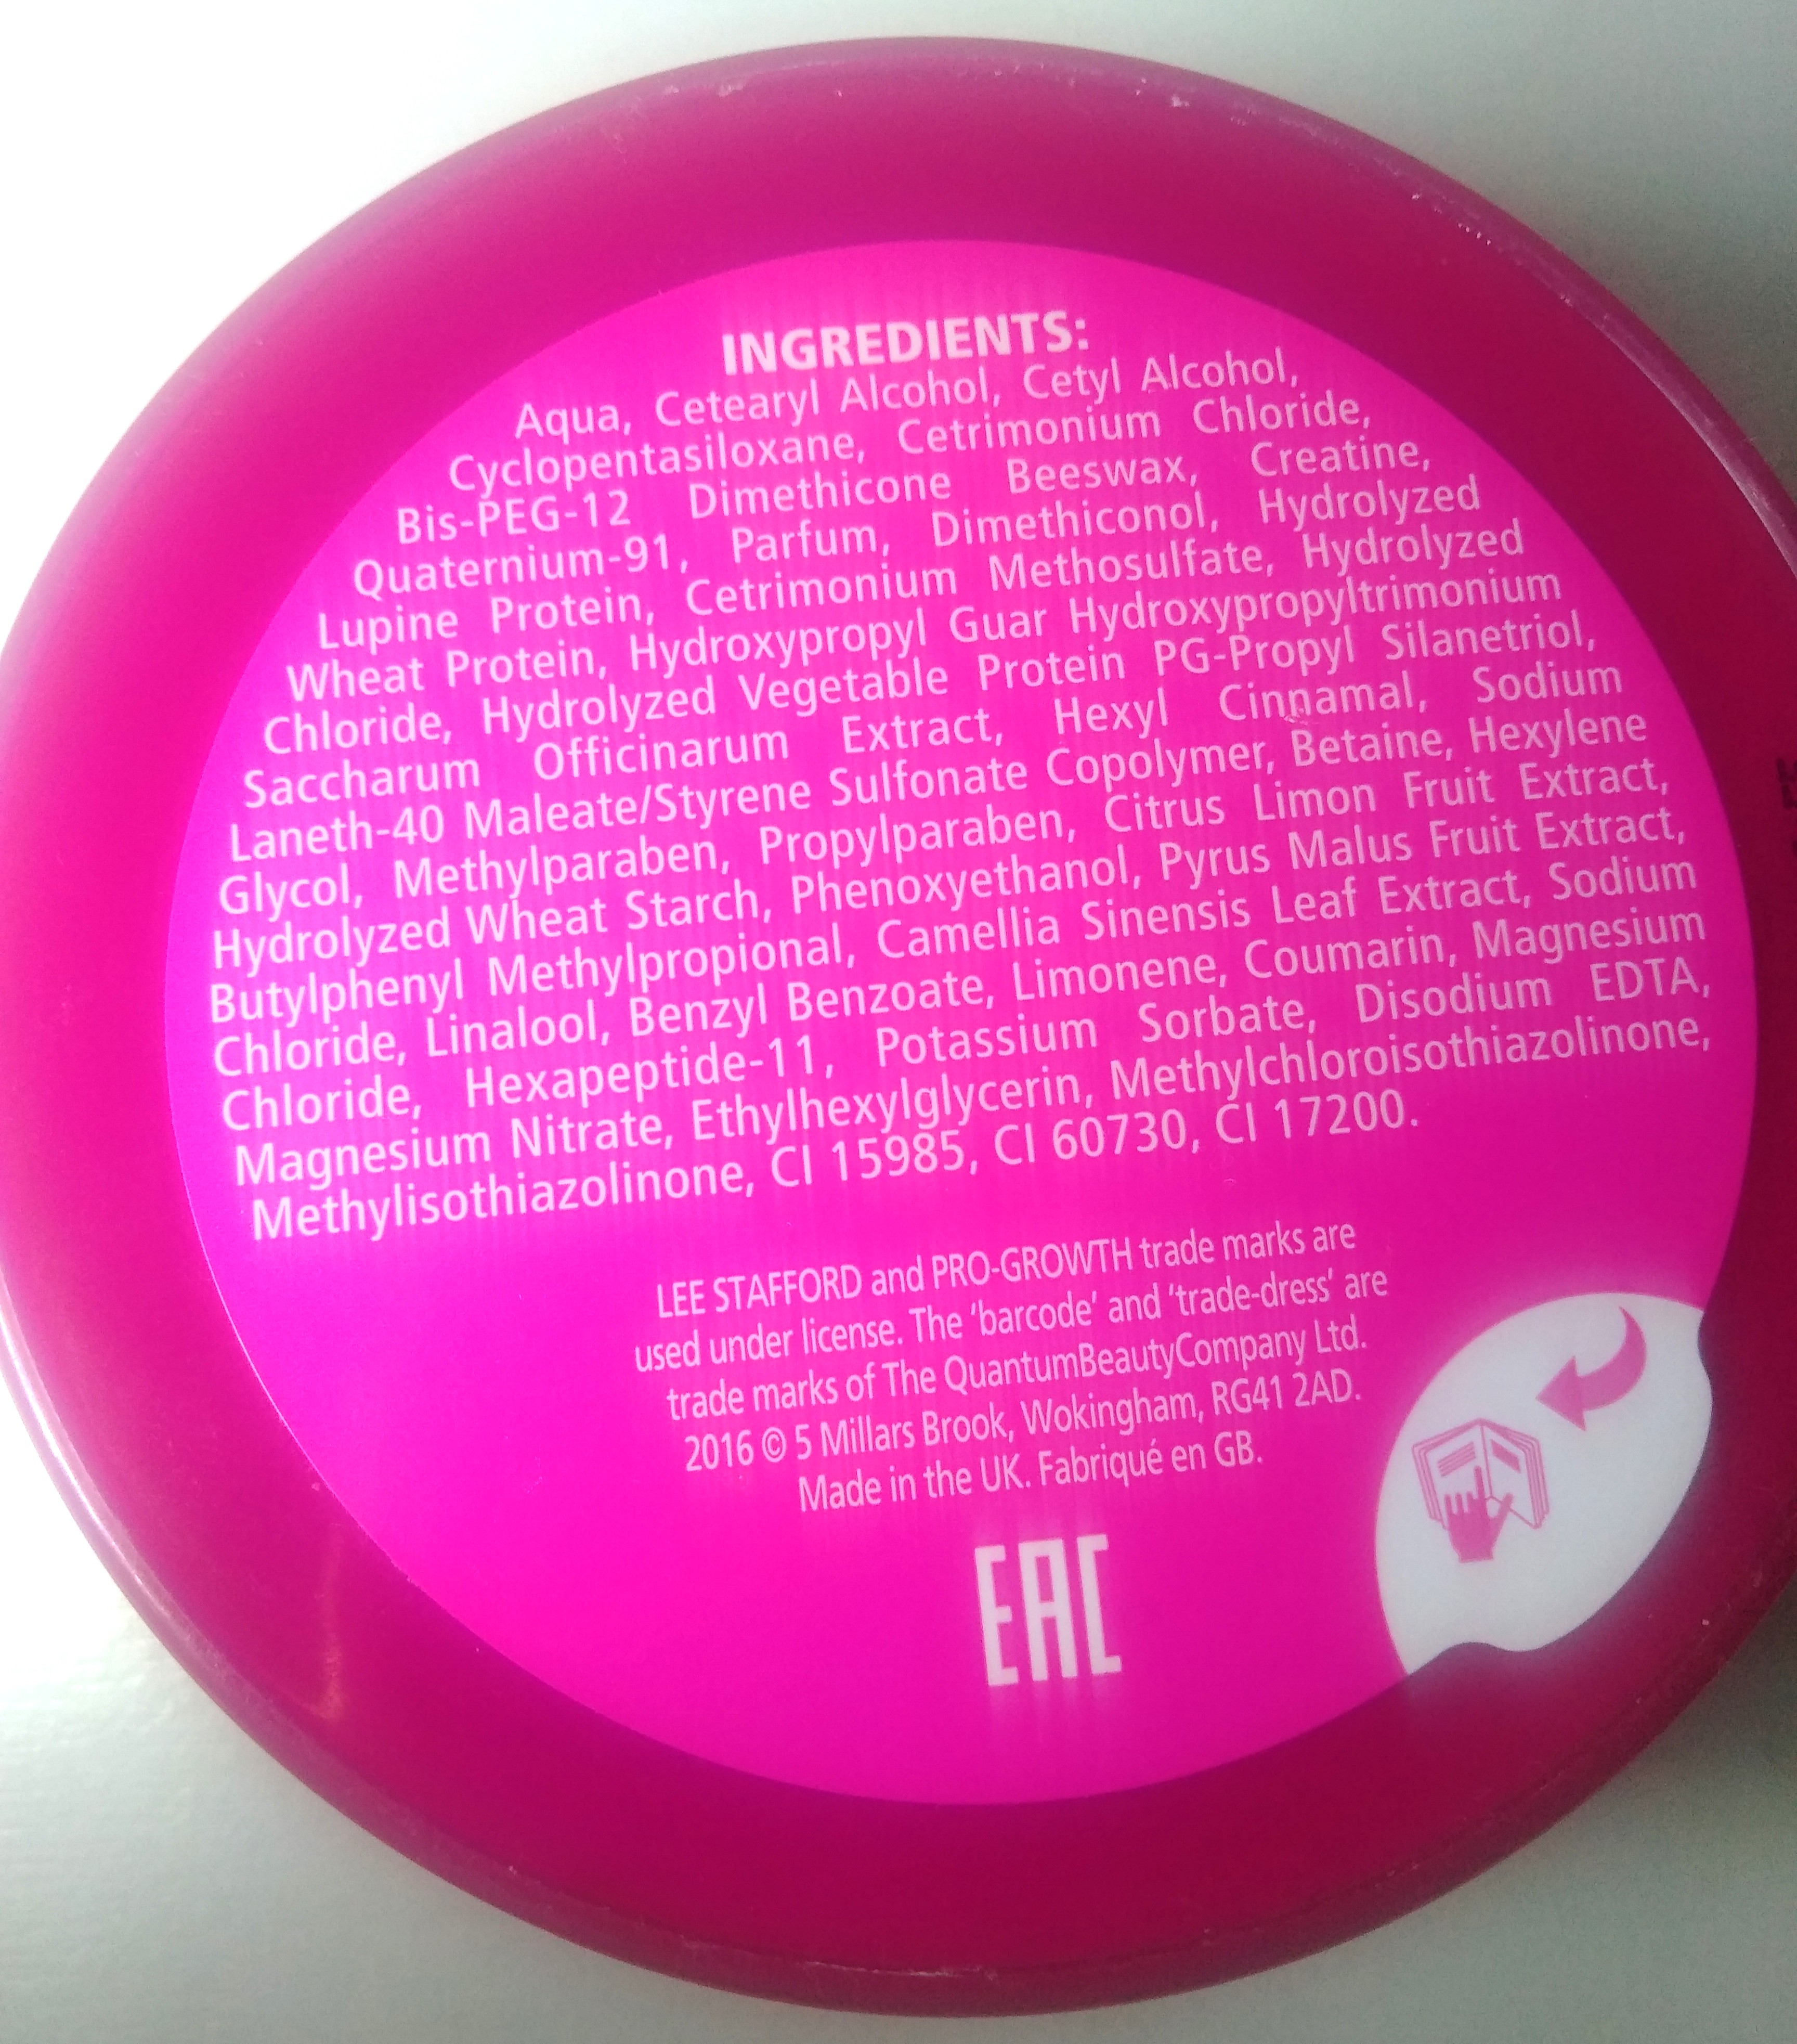 INGREDIENTS:
Aqua, Cetearyl Alcohol, Cetyl Alcohol,
Cyclopentasiloxane, Cetrimonium Chloride,
Bis-PEG-12 Dimethicone Beeswax, Creatine,
Quaternium-91, Parfum, Dimethiconol, Hydrolyzed
Lupine Protein, Cetrimonium Methosulfate, Hydrolyzed
Wheat Protein, Hydroxypropyl Guar Hydroxypropyltrimonium
Chloride, Hydrolyzed Vegetable Protein PG-Propyl Silanetriol,
Saccharum Officinarum Extract, Hexyl Cinnamal, Sodium
Laneth-40 Maleate/Styrene Sulfonate Copolymer, Betaine, Hexylene
Glycol, Methylparaben, Propylparaben, Citrus Limon Fruit Extract,
Hydrolyzed Wheat Starch, Phenoxyethanol, Pyrus Malus Fruit Extract,
Butylphenyl Methylpropional, Camellia Sinensis Leaf Extract, Sodium
Chloride, Linalool, Benzyl Benzoate, Limonene, Coumarin, Magnesium
Chloride, Hexapeptide-11, Potassium Sorbate, Disodium EDTA,
Magnesium Nitrate, Ethylhexylglycerin, Methylchloroisothiazolinone,
Methylisothiazolinone, CI 15985, CI 60730, CI 17200.
LEE STAFFORD and PRO-GROWTH trade marks are
used under license. The 'barcode' and 'trade-dress' are
trade marks of The QuantumBeautyCompany Ltd.
2016 © 5 Millars Brook, Wokingham, RG41 2AD.
Made in the UK. Fabriqué en GB.
EAC